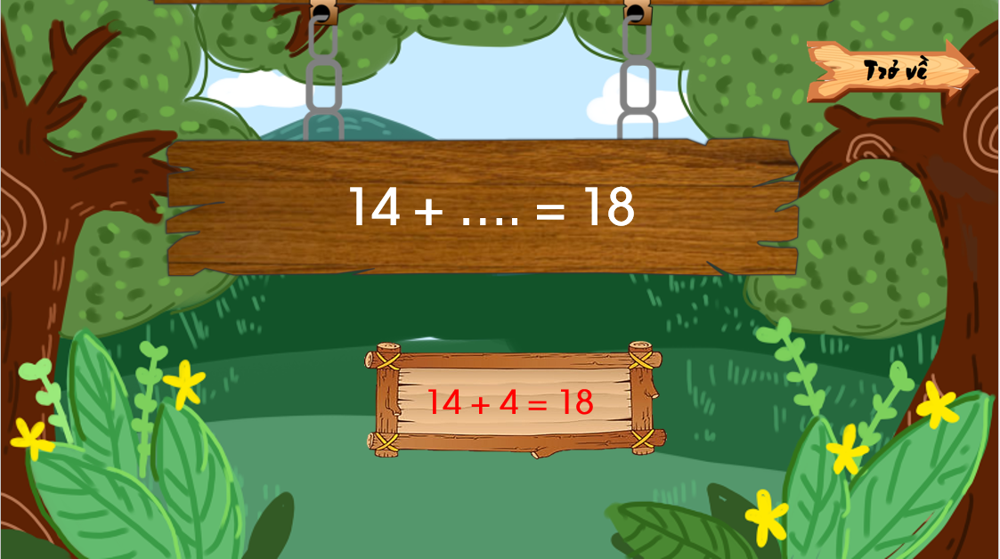 Trở về
14 + .... = 18
14 + 4 = 18